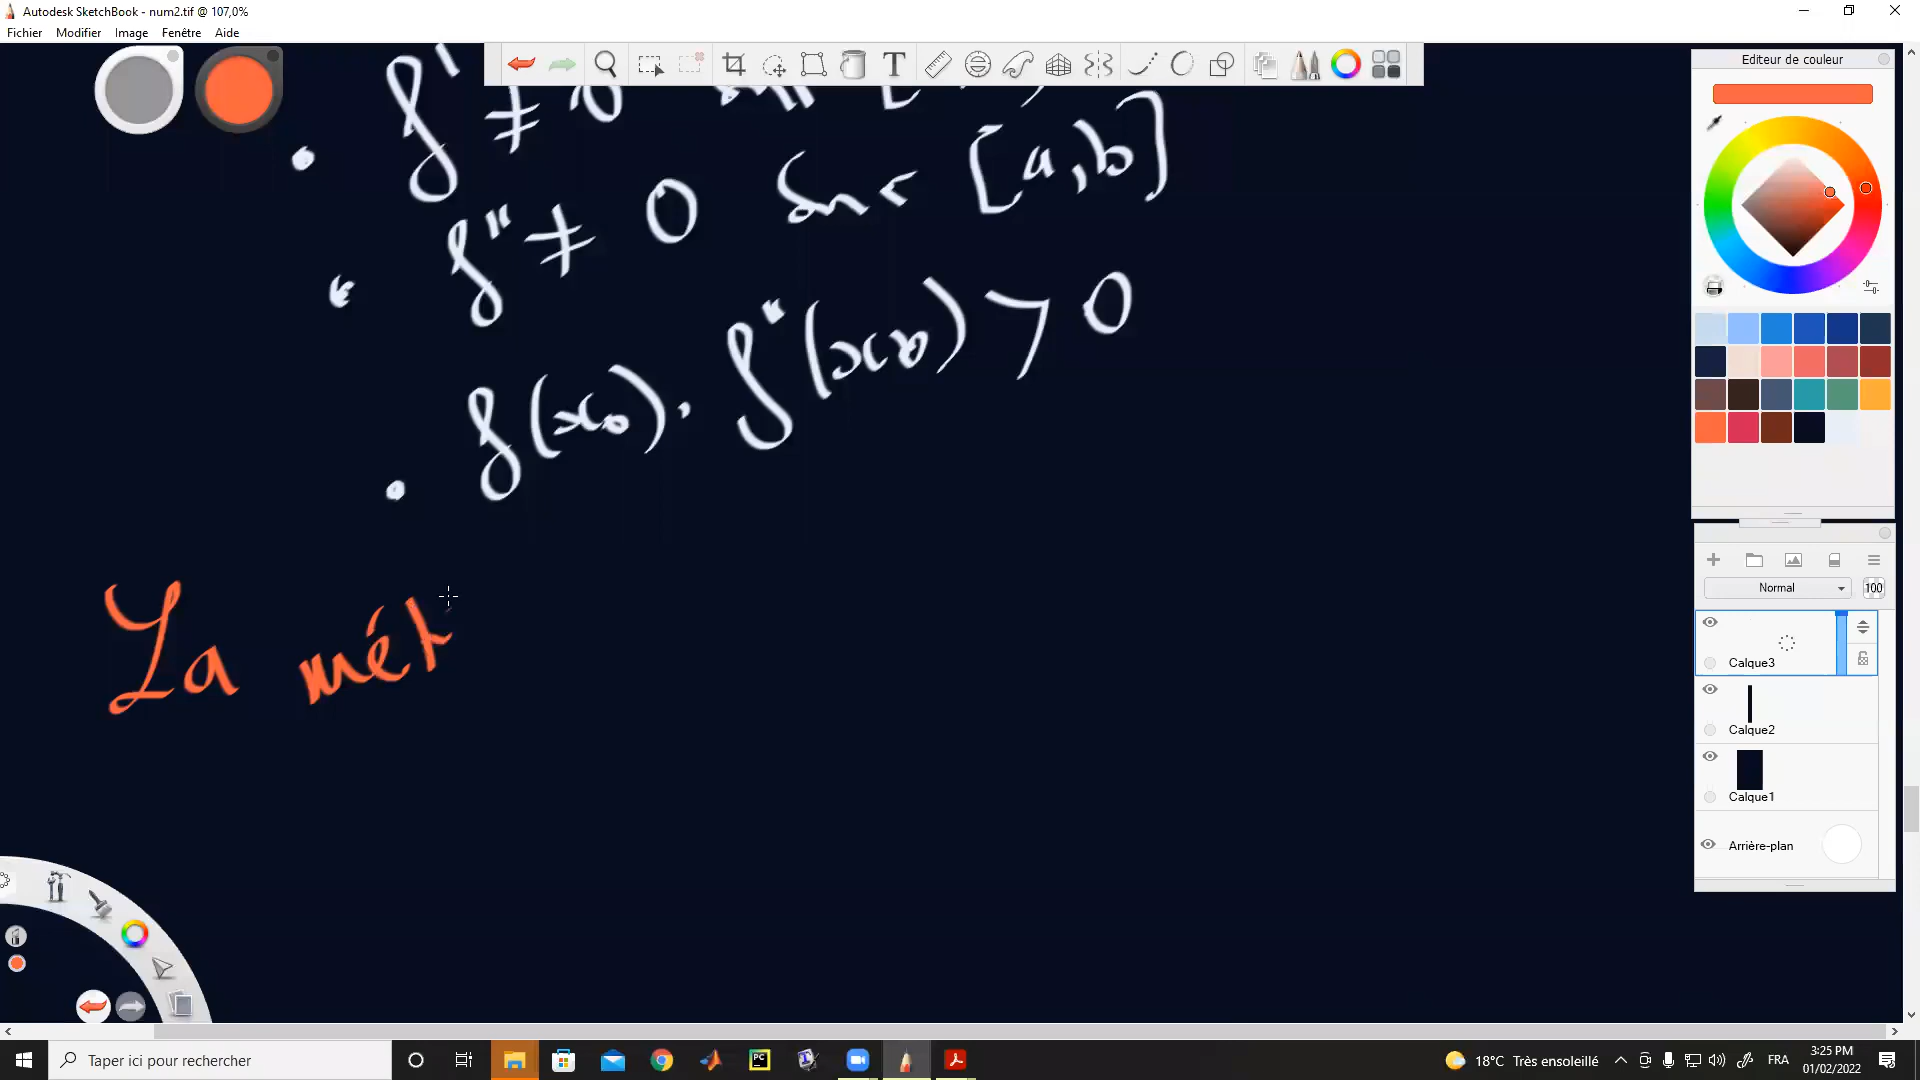 Autodesk SketchBook - num2.tif @ 107,0%
Fichier Modifier Image Fenêtre Aide
Editeur de couleur
• f' ≠ 0 sur [
• f'' ≠ 0 sur [a,b]
• f(x₀). f''(x₀) > 0
La mét
Normal 100
Calque3
Calque2
Calque1
Arrière-plan
Taper ici pour rechercher
PC
18°C Très ensoleillé
FRA
3:25 PM
01/02/2022